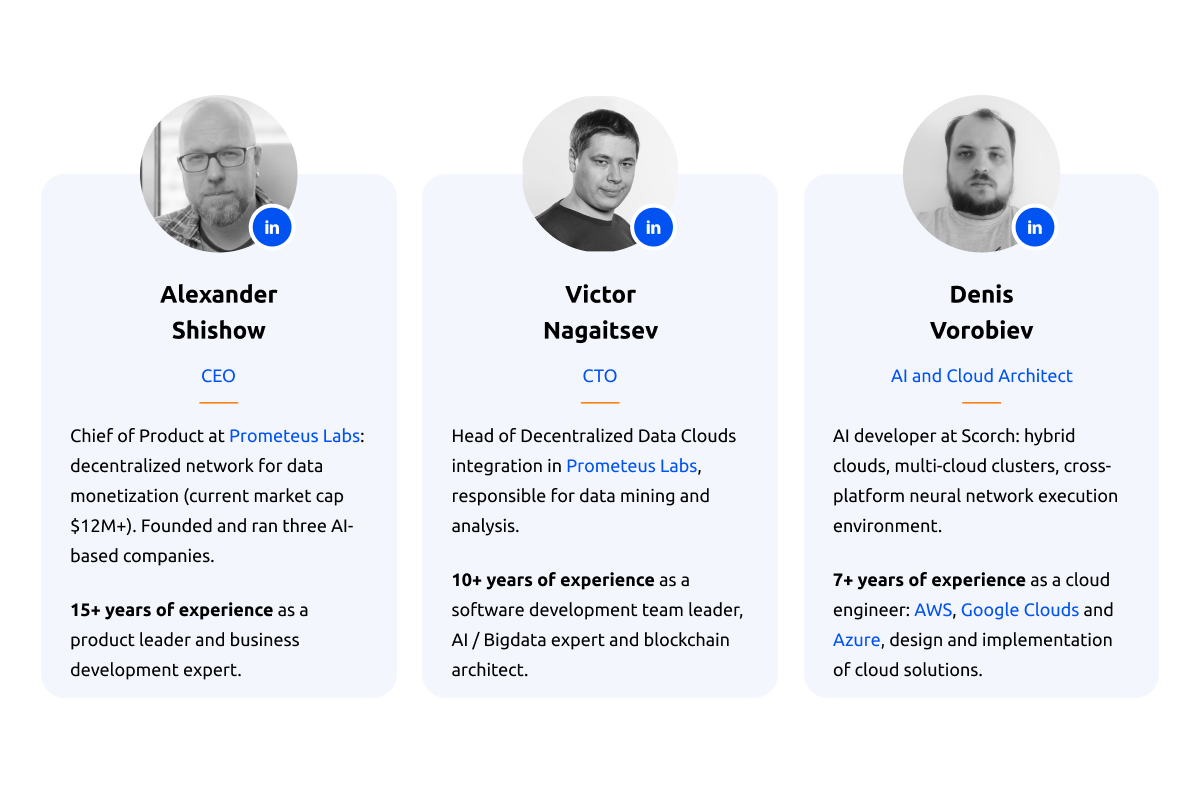 in
in
in
Alexander
Shishow
CEO
Chief of Product at Prometeus Labs:
decentralized network for data
monetization (current market cap
$12M+). Founded and ran three AI-
based companies.
15+ years of experience as a
product leader and business
development expert.
Victor
Nagaitsev
CTO
Head of Decentralized Data Clouds
integration in Prometeus Labs,
responsible for data mining and
analysis.
10+ years of experience as a
software development team leader,
AI / Bigdata expert and blockchain
architect.
Denis
Vorobiev
AI and Cloud Architect
AI developer at Scorch: hybrid
clouds, multi-cloud clusters, cross-
platform neural network execution
environment.
7+ years of experience as a cloud
engineer: AWS, Google Clouds and
Azure, design and implementation
of cloud solutions.